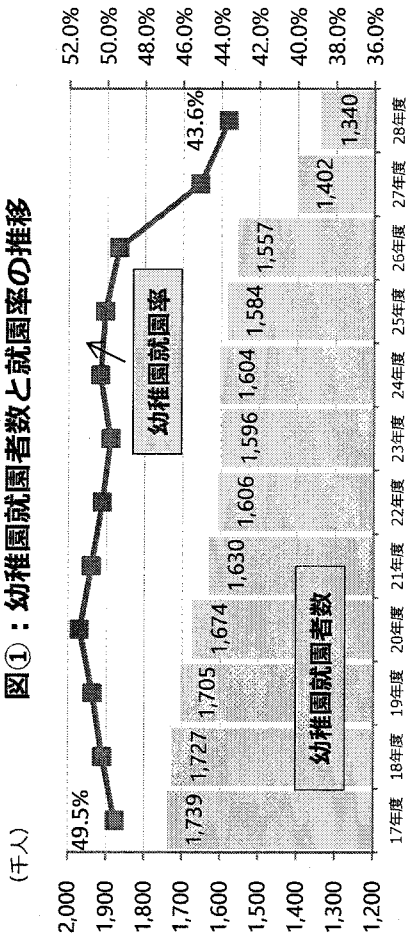 図①：幼稚園就園者数と就園率の推移
(千人)
2,000
1,900
1,800
1,700
1,600
1,500
1,400
1,300
1,200
52.0%
50.0%
48.0%
46.0%
44.0%
42.0%
40.0%
38.0%
36.0%
49.5%
43.6%
幼稚園就園率
幼稚園就園者数
1,739
1,727
1,705
1,674
1,630
1,606
1,596
1,604
1,584
1,557
1,402
1,340
17年度
18年度
19年度
20年度
21年度
22年度
23年度
24年度
25年度
26年度
27年度
28年度